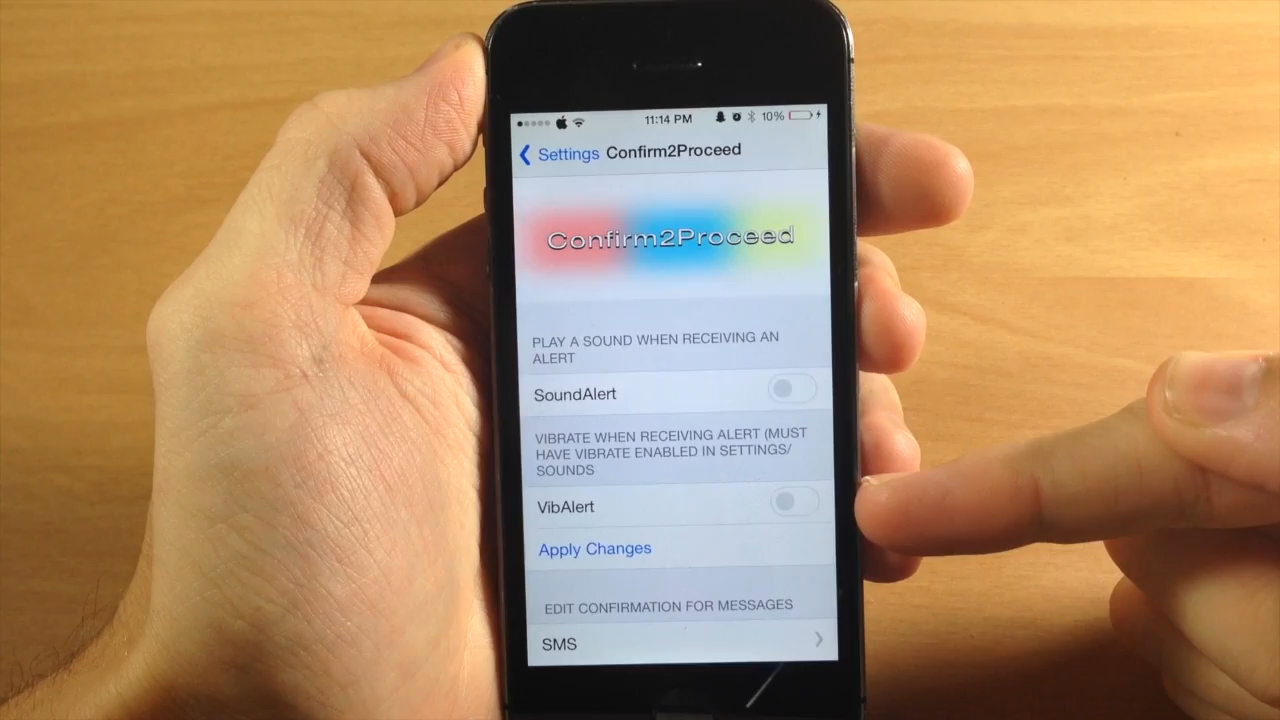 11:14 PM 10%
Settings Confirm2Proceed
Confirm2Proceed
PLAY A SOUND WHEN RECEIVING AN
ALERT
SoundAlert
VIBRATE WHEN RECEIVING ALERT (MUST
HAVE VIBRATE ENABLED IN SETTINGS/
SOUNDS
VibAlert
Apply Changes
EDIT CONFIRMATION FOR MESSAGES
SMS